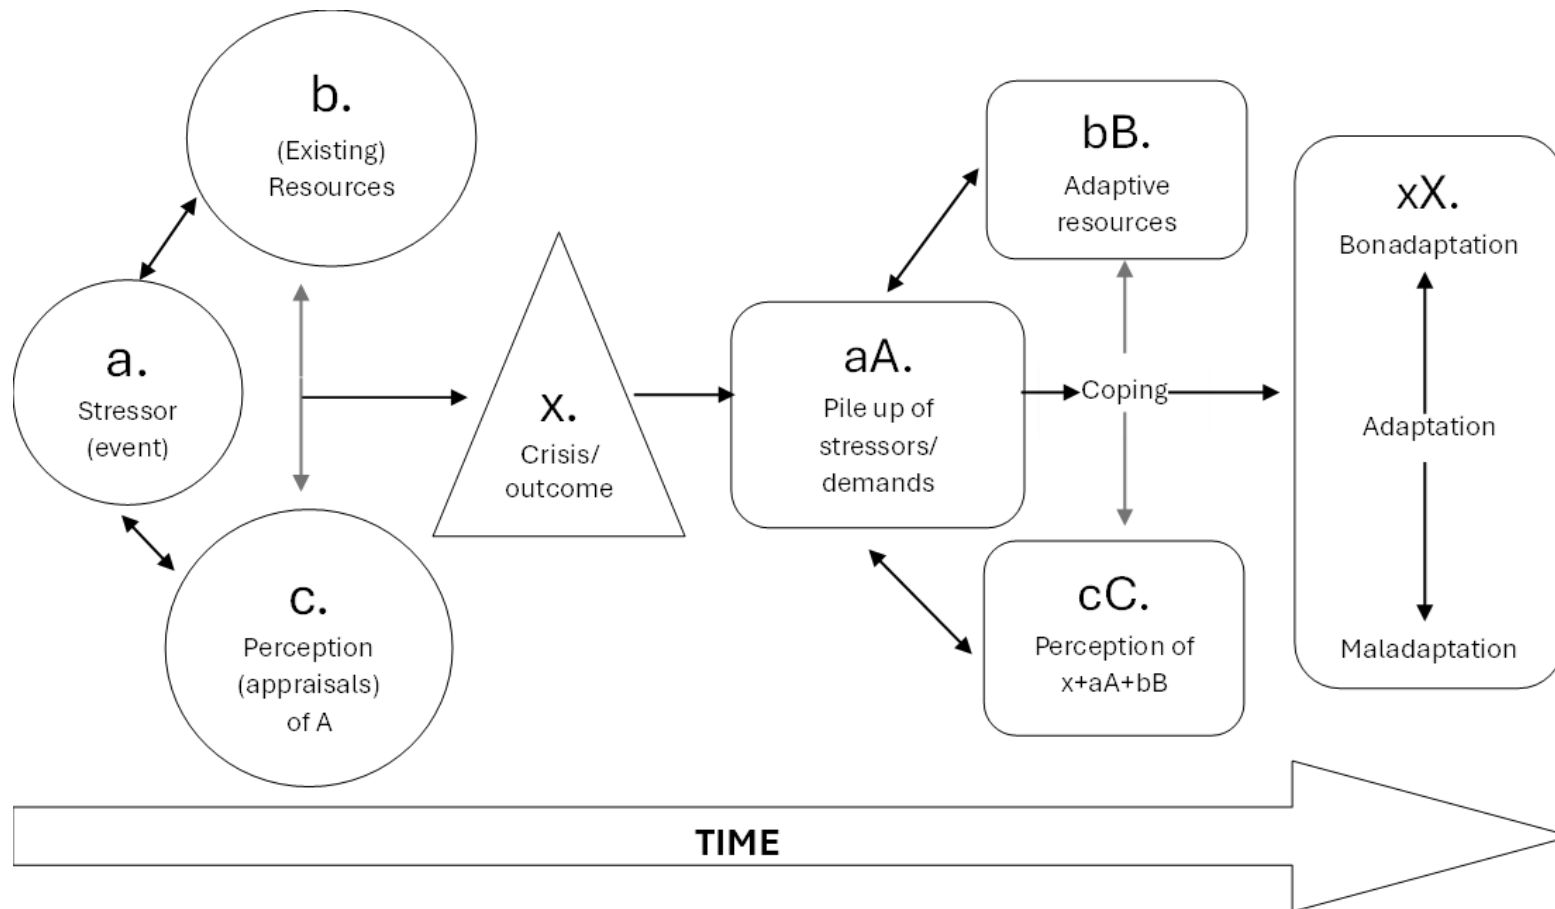 b.
(Existing)
Resources
a.
Stressor
(event)
c.
Perception
(appraisals)
of A
x.
Crisis/
outcome
aA.
Pile up of
stressors/
demands
bB.
Adaptive
resources
Coping
cC.
Perception of
x+aA+bB
xX.
Bonadaptation
Adaptation
Maladaptation
TIME